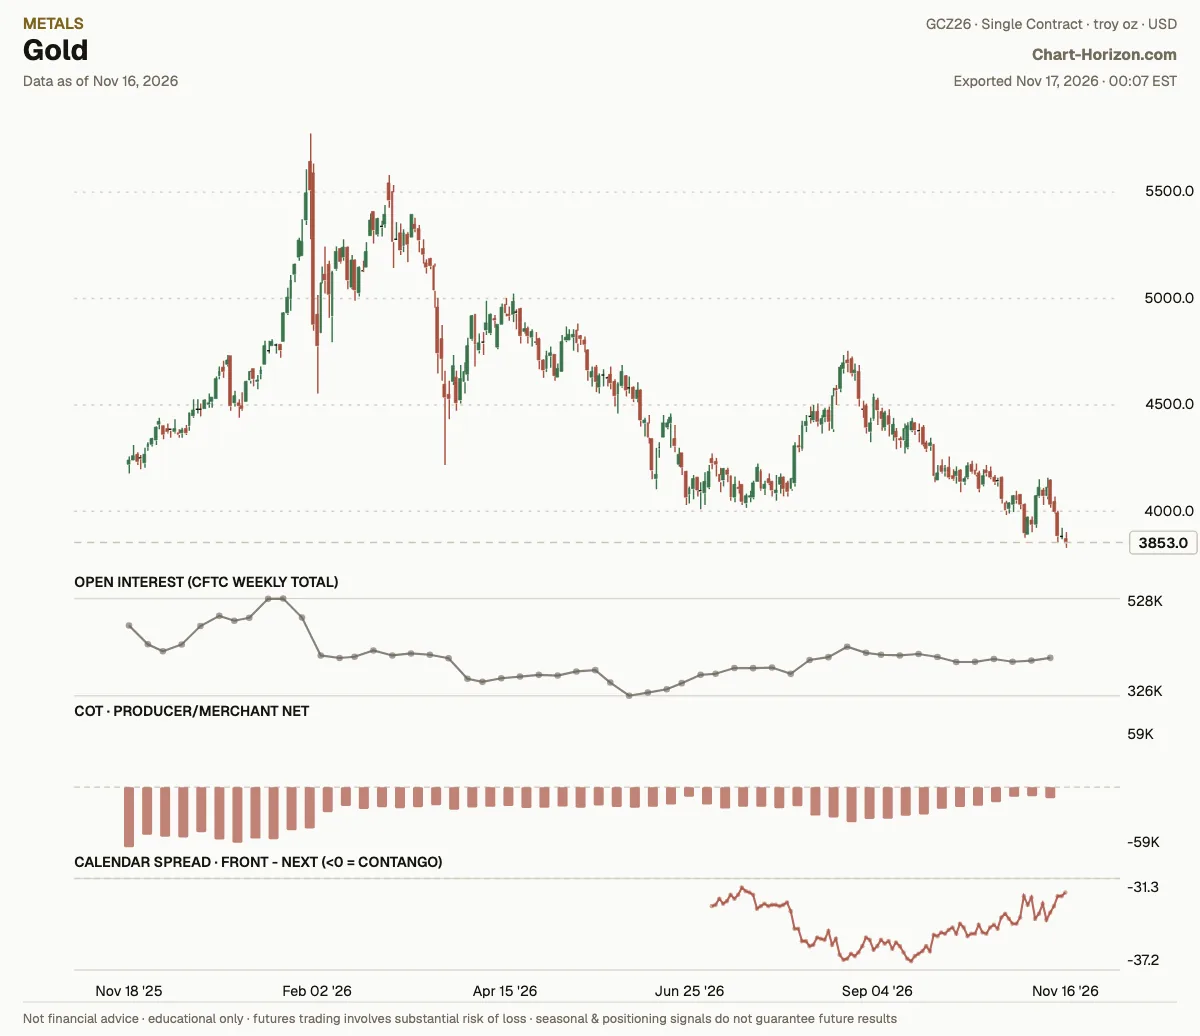 METALS
Gold
Data as of Nov 16, 2026
GCZ26 · Single Contract · troy oz · USD
Chart-Horizon.com
Exported Nov 17, 2026 · 00:07 EST
5500.0
5000.0
4500.0
4000.0
3853.0
OPEN INTEREST (CFTC WEEKLY TOTAL)
528K
326K
COT · PRODUCER/MERCHANT NET
59K
-59K
CALENDAR SPREAD · FRONT - NEXT (<0 = CONTANGO)
-31.3
-37.2
Nov 18 '25 Feb 02 '26 Apr 15 '26 Jun 25 '26 Sep 04 '26 Nov 16 '26
Not financial advice · educational only · futures trading involves substantial risk of loss · seasonal & positioning signals do not guarantee future results